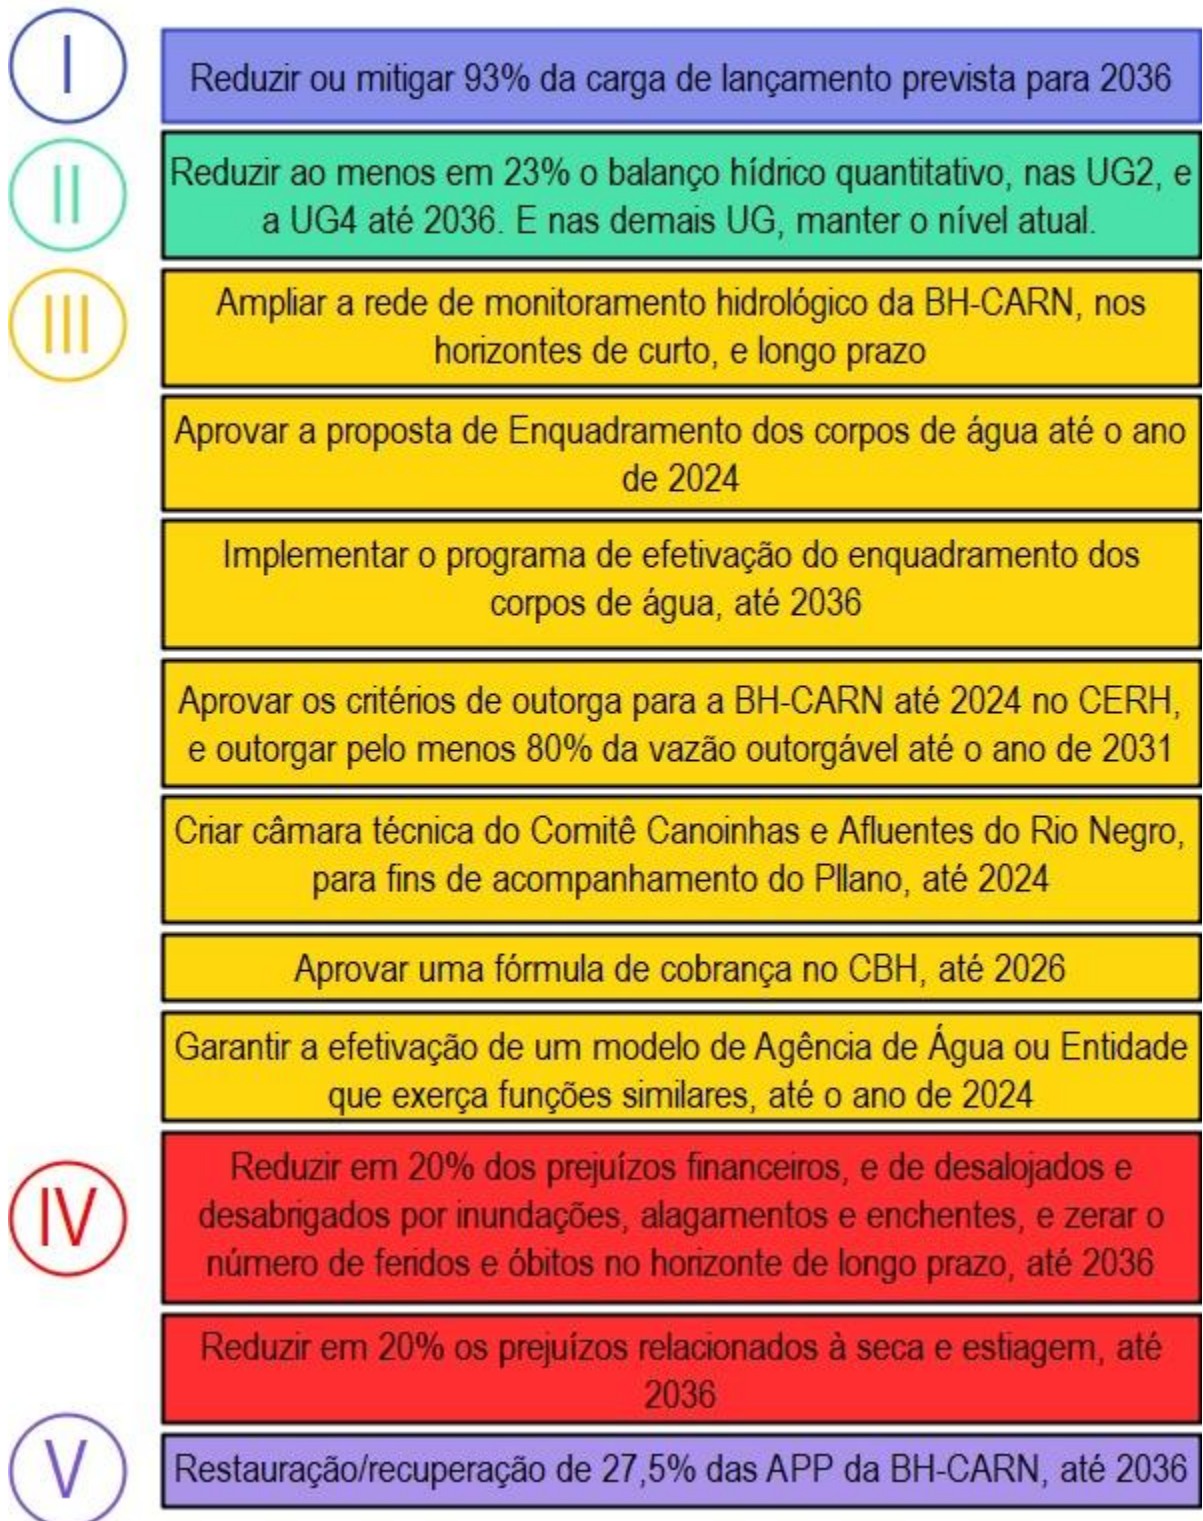 I
Reduzir ou mitigar 93% da carga de lançamento prevista para 2036
II
Reduzir ao menos em 23% o balanço hídrico quantitativo, nas UG2, e
a UG4 até 2036. E nas demais UG, manter o nível atual.
III
Ampliar a rede de monitoramento hidrológico da BH-CARN, nos
horizontes de curto, e longo prazo
Aprovar a proposta de Enquadramento dos corpos de água até o ano
de 2024
Implementar o programa de efetivação do enquadramento dos
corpos de água, até 2036
Aprovar os critérios de outorga para a BH-CARN até 2024 no CERH,
e outorgar pelo menos 80% da vazão outorgável até o ano de 2031
Criar câmara técnica do Comitê Canoinhas e Afluentes do Rio Negro,
para fins de acompanhamento do Pllano, até 2024
Aprovar uma fórmula de cobrança no CBH, até 2026
Garantir a efetivação de um modelo de Agência de Água ou Entidade
que exerça funções similares, até o ano de 2024
IV
Reduzir em 20% dos prejuízos financeiros, e de desalojados e
desabrigados por inundações, alagamentos e enchentes, e zerar o
número de feridos e óbitos no horizonte de longo prazo, até 2036
Reduzir em 20% os prejuízos relacionados à seca e estiagem, até
2036
V
Restauração/recuperação de 27,5% das APP da BH-CARN, até 2036